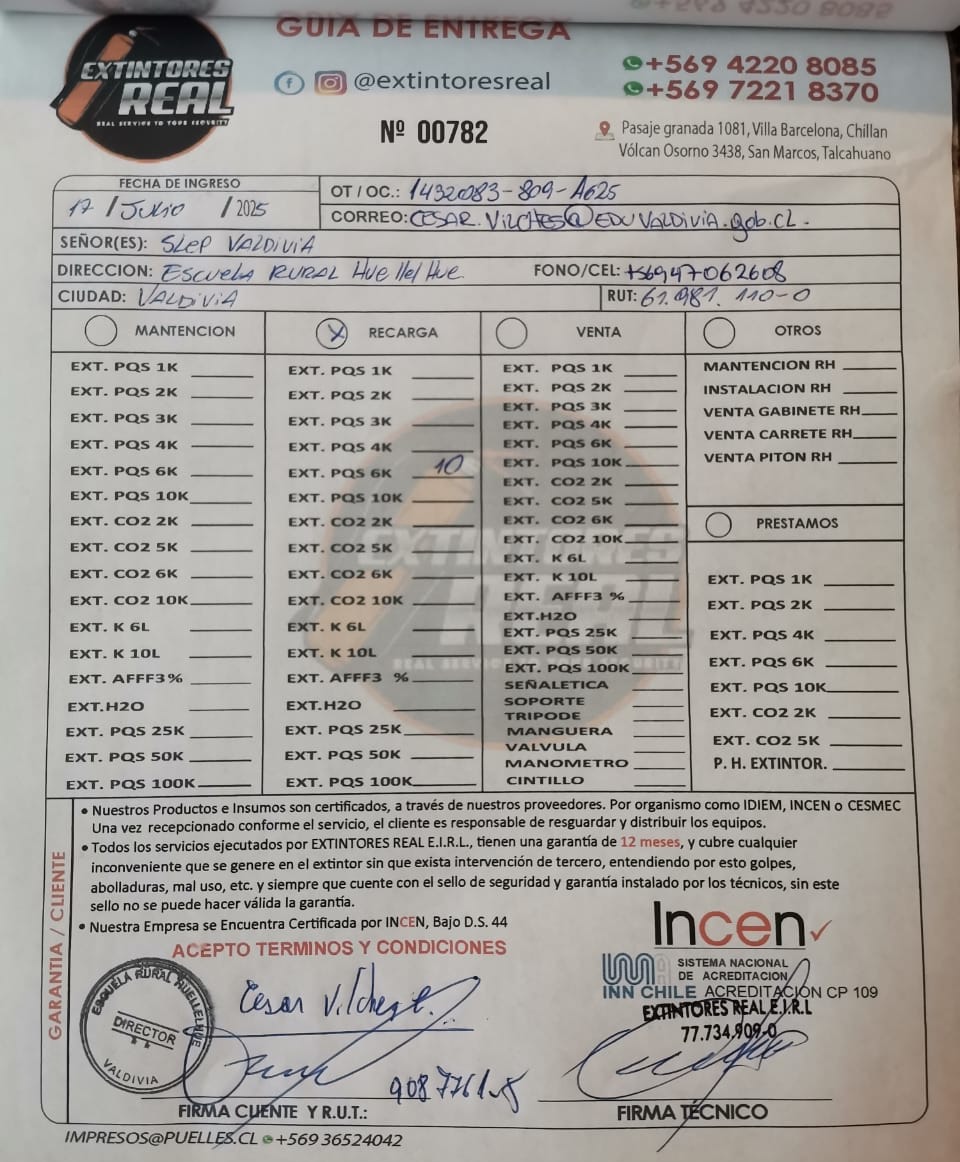 GUIA DE ENTREGA
EXTINTORES
REAL
REAL SERVICE TO YOUR SECURITY
@extintoresreal
+569 4220 8085
+569 7221 8370
Nº 00782
Pasaje granada 1081, Villa Barcelona, Chillan
Vólcan Osorno 3438, San Marcos, Talcahuano
FECHA DE INGRESO
17 / Julio / 2025
OT / OC.: 1432083-809-AG25
CORREO: CESAR.VILCHES@EDUVALDIVIA.gob.CL.
SEÑOR(ES): SLEP VALDIVIA
DIRECCION: Escuela RURAL Huellelhue.
FONO/CEL: +56947062608
CIUDAD: VALDIVIA
RUT: 61.981.110-0
MANTENCION
EXT. PQS 1K
EXT. PQS 2K
EXT. PQS 3K
EXT. PQS 4K
EXT. PQS 6K
EXT. PQS 10K
EXT. CO2 2K
EXT. CO2 5K
EXT. CO2 6K
EXT. CO2 10K
EXT. K 6L
EXT. K 10L
EXT. AFFF3%
EXT.H2O
EXT. PQS 25K
EXT. PQS 50K
EXT. PQS 100K
X RECARGA
EXT. PQS 1K
EXT. PQS 2K
EXT. PQS 3K
EXT. PQS 4K
EXT. PQS 6K 10
EXT. PQS 10K
EXT. CO2 2K
EXT. CO2 5K
EXT. CO2 6K
EXT. CO2 10K
EXT. K 6L
EXT. K 10L
EXT. AFFF3 %
EXT.H2O
EXT. PQS 25K
EXT. PQS 50K
EXT. PQS 100K
VENTA
EXT. PQS 1K
EXT. PQS 2K
EXT. PQS 3K
EXT. PQS 4K
EXT. PQS 6K
EXT. PQS 10K
EXT. CO2 2K
EXT. CO2 5K
EXT. CO2 6K
EXT. CO2 10K
EXT. K 6L
EXT. K 10L
EXT. AFFF3 %
EXT.H2O
EXT. PQS 25K
EXT. PQS 50K
EXT. PQS 100K
SEÑALETICA
SOPORTE
TRIPODE
MANGUERA
VALVULA
MANOMETRO
CINTILLO
OTROS
MANTENCION RH
INSTALACION RH
VENTA GABINETE RH
VENTA CARRETE RH
VENTA PITON RH
PRESTAMOS
EXT. PQS 1K
EXT. PQS 2K
EXT. PQS 4K
EXT. PQS 6K
EXT. PQS 10K
EXT. CO2 2K
EXT. CO2 5K
P. H. EXTINTOR.
GARANTIA / CLIENTE
• Nuestros Productos e Insumos son certificados, a través de nuestros proveedores. Por organismo como IDIEM, INCEN o CESMEC
Una vez recepcionado conforme el servicio, el cliente es responsable de resguardar y distribuir los equipos.
• Todos los servicios ejecutados por EXTINTORES REAL E.I.R.L., tienen una garantía de 12 meses, y cubre cualquier
inconveniente que se genere en el extintor sin que exista intervención de tercero, entendiendo por esto golpes,
abolladuras, mal uso, etc. y siempre que cuente con el sello de seguridad y garantía instalado por los técnicos, sin este
sello no se puede hacer válida la garantía.
• Nuestra Empresa se Encuentra Certificada por INCEN, Bajo D.S. 44
ACEPTO TERMINOS Y CONDICIONES
Incen
SISTEMA NACIONAL
DE ACREDITACION
INN CHILE ACREDITACIÓN CP 109
EXTINTORES REAL E.I.R.L
77.734.909-0
ESCUELA RURAL HUELLELHUE
DIRECTOR
VALDIVIA
Cesar Vilches
FIRMA CLIENTE Y R.U.T.:
FIRMA TÉCNICO
IMPRESOS@PUELLES.CL +569 36524042